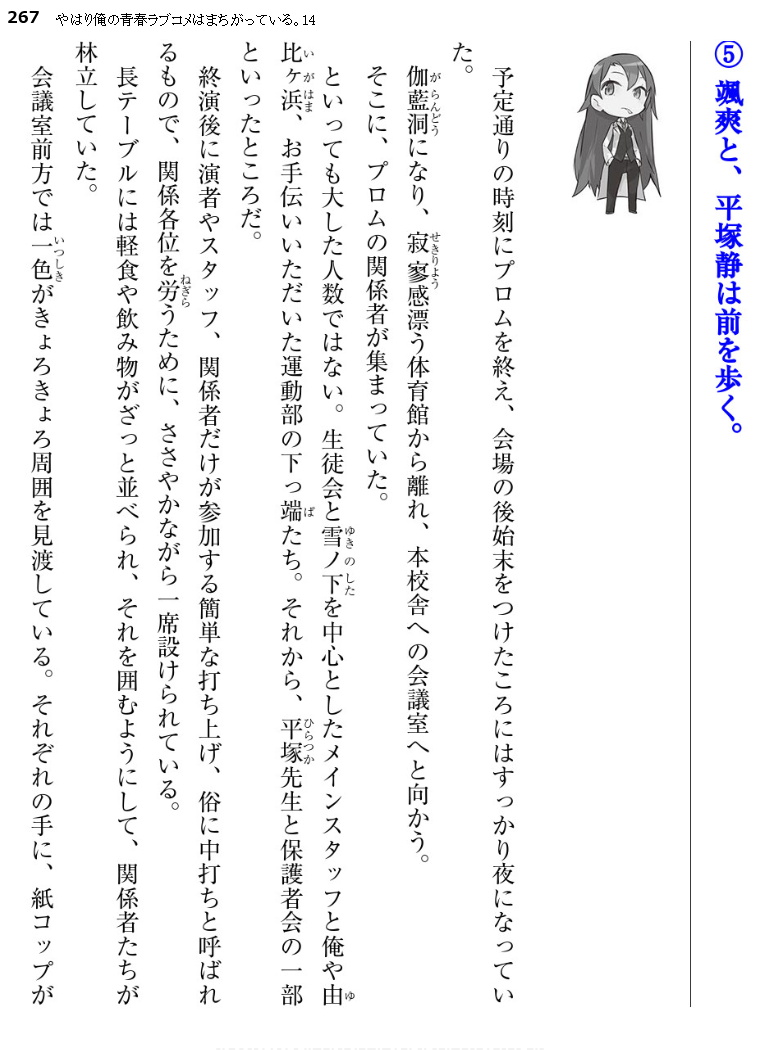 267 やはり俺の青春ラブコメはまちがっている。14
⑤ 颯爽と、平塚静は前を歩く。
予定通りの時刻にプロムを終え、会場の後始末をつけたころにはすっかり夜になってい
た。
伽藍洞になり、寂寥感漂う体育館から離れ、本校舎への会議室へと向かう。
そこに、プロムの関係者が集まっていた。
といっても大した人数ではない。生徒会と雪ノ下を中心としたメインスタッフと俺や由
比ヶ浜、お手伝いいただいた運動部の下っ端たち。それから、平塚先生と保護者会の一部
といったところだ。
終演後に演者やスタッフ、関係者だけが参加する簡単な打ち上げ、俗に中打ちと呼ばれ
るもので、関係各位を労うために、ささやかながら一席設けられている。
長テーブルには軽食や飲み物がざっと並べられ、それを囲むようにして、関係者たちが
林立していた。
会議室前方では一色がきょろきょろ周囲を見渡している。それぞれの手に、紙コップが